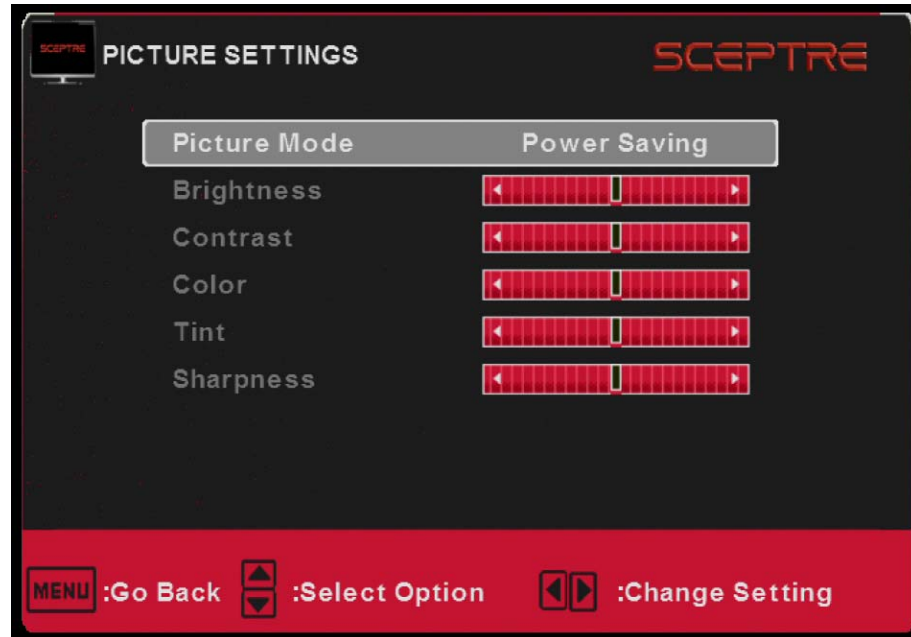 SCEPTRE
PICTURE SETTINGS
SCEPTRE
Picture Mode Power Saving
Brightness
Contrast
Color
Tint
Sharpness
MENU :Go Back :Select Option :Change Setting